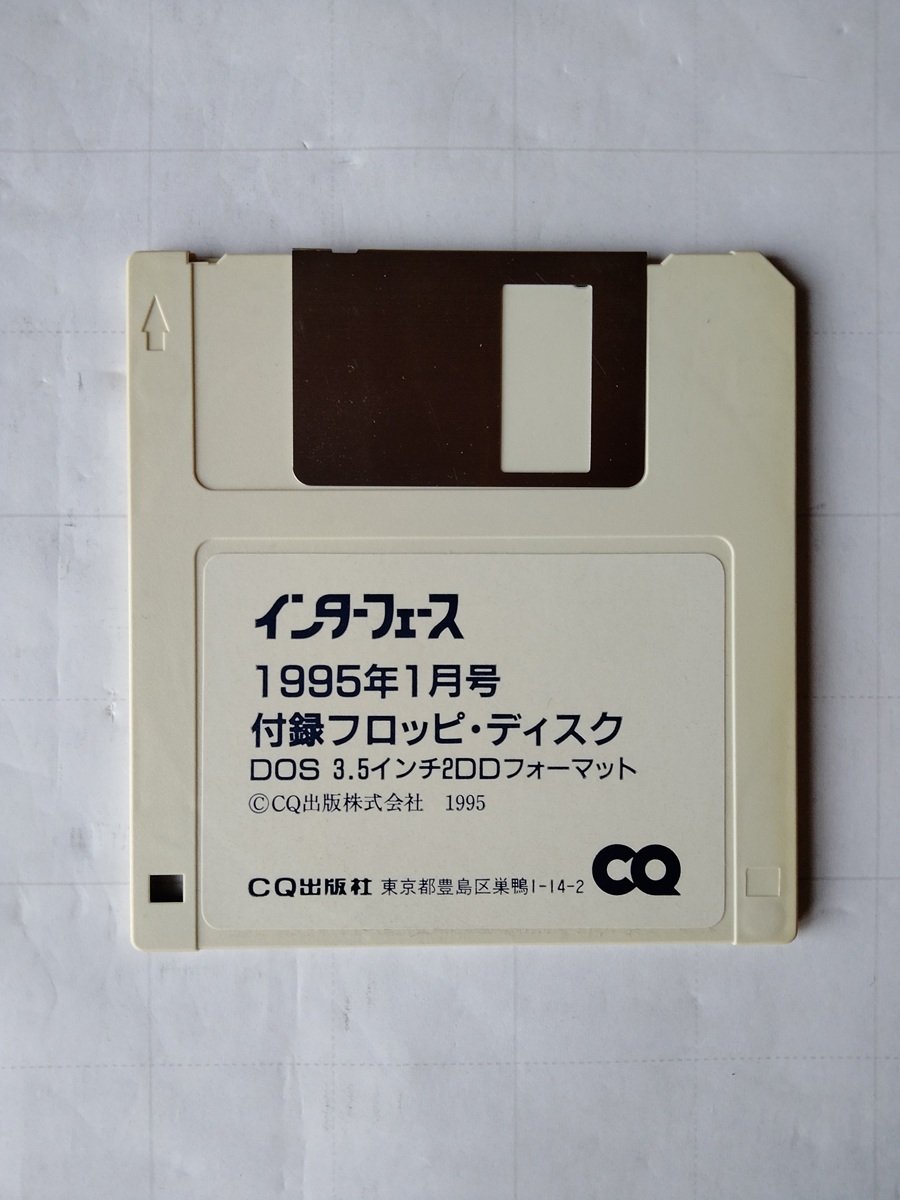 インターフェース
1995年1月号
付録フロッピ・ディスク
DOS 3.5インチ2DDフォーマット
©CQ出版株式会社 1995
CQ出版社 東京都豊島区巣鴨1-14-2 CQ